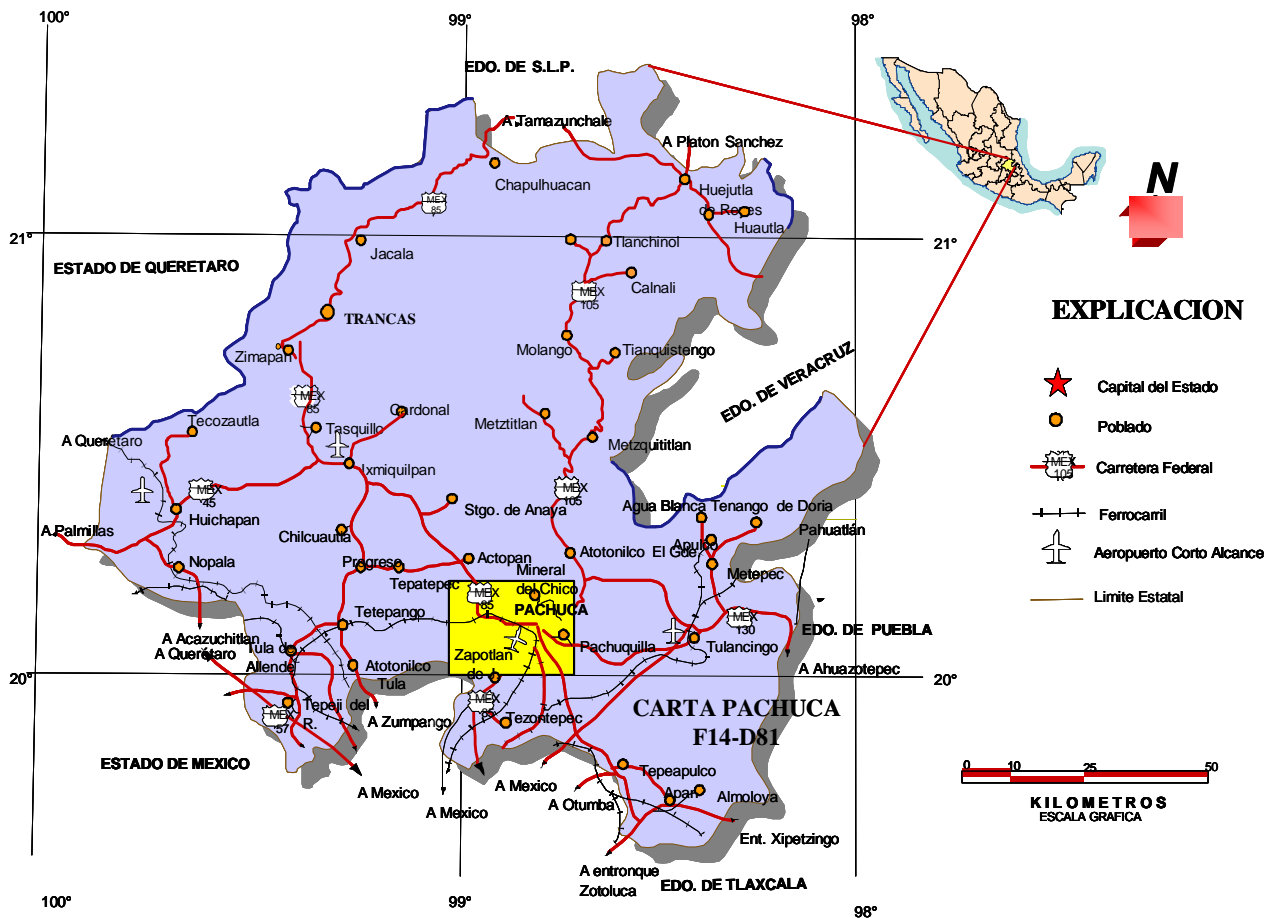 100°
99°
98°
EDO. DE S.L.P.
A Tamazunchale
A Platon Sanchez
Chapulhuacan
Huejutla
de Reyes
Huautla
MEX
85
N
21°
Jacala
Tlanchinol
21°
ESTADO DE QUERETARO
Calnali
MEX
105
EXPLICACION
TRANCAS
Zimapan
Molango
Tianquistengo
EDO. DE VERACRUZ
Capital del Estado
Poblado
MEX
105
Carretera Federal
Ferrocarril
Aeropuerto Corto Alcance
Limite Estatal
MEX
85
Cardonal
Tecozautla
Tasquillo
Metztitlan
Metzquititlan
A Querétaro
Ixmiquilpan
MEX
45
MEX
105
Huichapan
Stgo. de Anaya
Agua Blanca
Tenango de Doria
A Palmillas
Chilcuautla
Pahuatlán
Apulco
Nopala
Progreso
Actopan
Atotonilco El Gde.
Tepatepec
Mineral
del Chico
Metepec
MEX
85
PACHUCA
Tetepango
MEX
130
EDO. DE PUEBLA
A Acazuchitlan
A Querétaro
Tula de
Allende
Pachuquilla
Tulancingo
Zapotlan
de J.
Atotonilco
Tula
A Ahuazotepec
20°
20°
MEX
85
Tepeji del
R.
MEX
57
A Zumpango
Tezontepec
CARTA PACHUCA
F14-D81
ESTADO DE MEXICO
Tepeapulco
0
10
25
50
KILOMETROS
ESCALA GRAFICA
A Mexico
A Mexico
A Mexico
A Otumba
Apan
Almoloya
Ent. Xipetzingo
A entronque
Zotoluca
EDO. DE TLAXCALA
100°
99°
98°